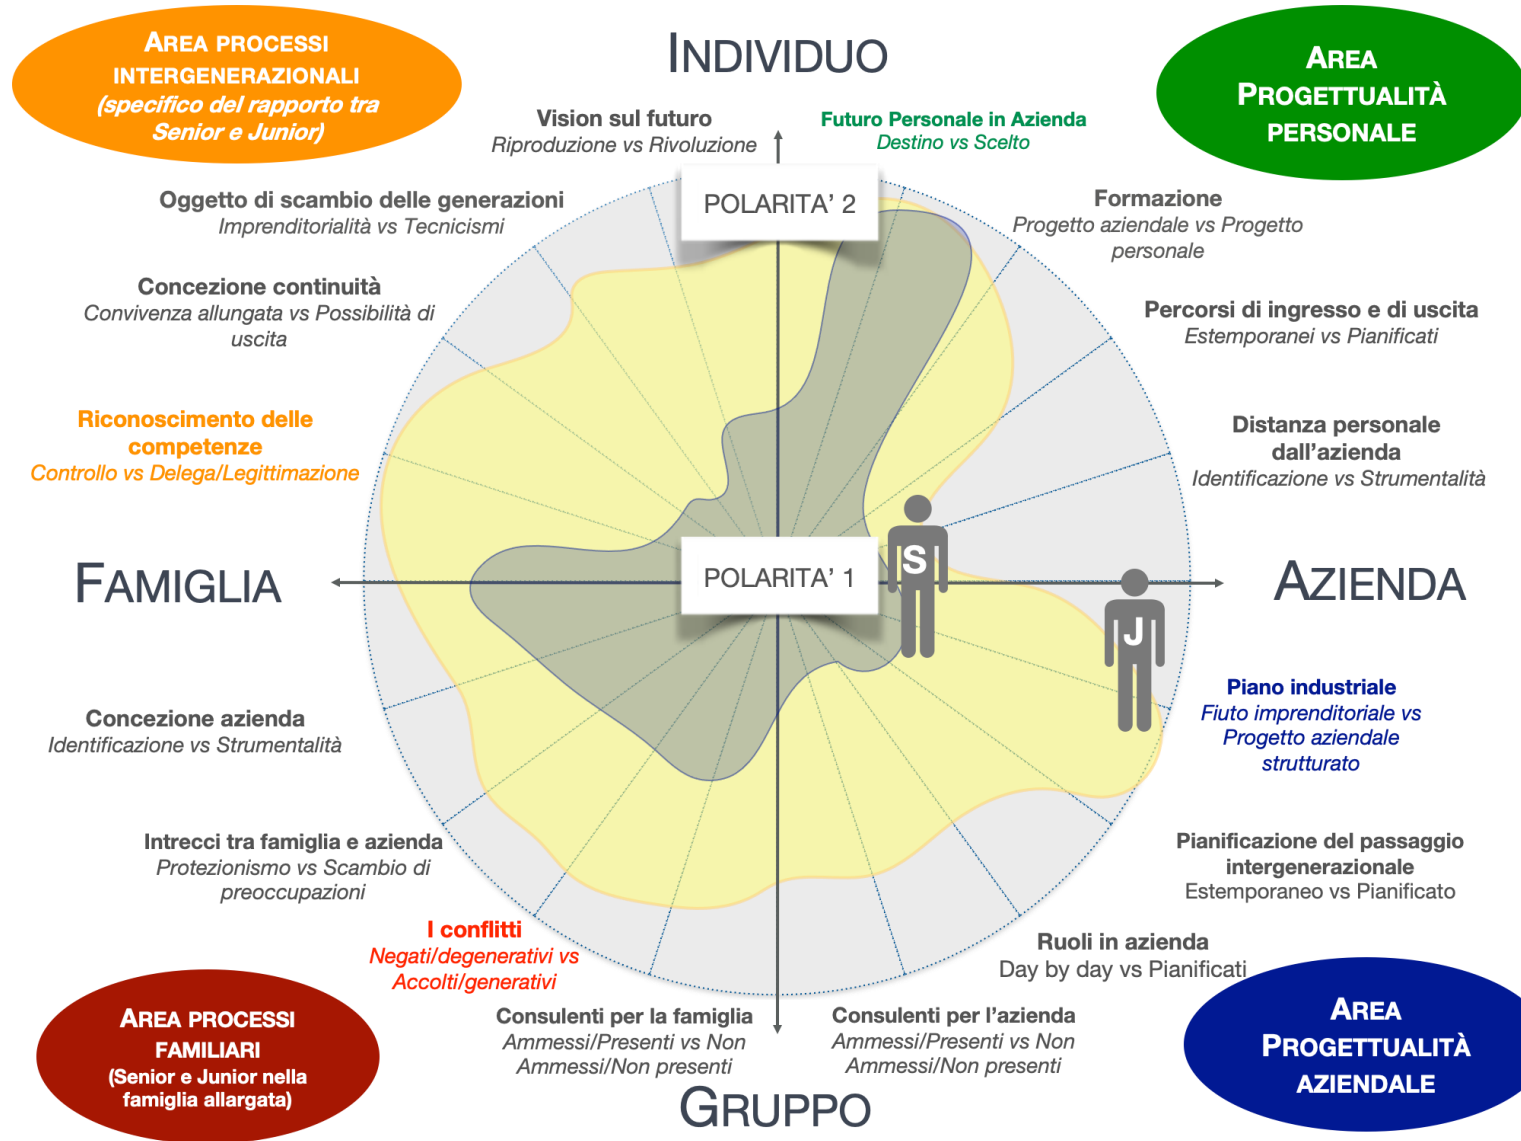 AREA PROCESSI
INTERGENERAZIONALI
(specifico del rapporto tra
Senior e Junior)
INDIVIDUO
AREA
PROGETTUALITÀ
PERSONALE
Vision sul futuro
Riproduzione vs Rivoluzione
Futuro Personale in Azienda
Destino vs Scelto
Oggetto di scambio delle generazioni
Imprenditorialità vs Tecnicismi
POLARITA' 2
Formazione
Progetto aziendale vs Progetto
personale
Concezione continuità
Convivenza allungata vs Possibilità di
uscita
Percorsi di ingresso e di uscita
Estemporanei vs Pianificati
Riconoscimento delle
competenze
Controllo vs Delega/Legittimazione
Distanza personale
dall'azienda
Identificazione vs Strumentalità
FAMIGLIA
POLARITA' 1
S
J
AZIENDA
Concezione azienda
Identificazione vs Strumentalità
Piano industriale
Fiuto imprenditoriale vs
Progetto aziendale
strutturato
Intrecci tra famiglia e azienda
Protezionismo vs Scambio di
preoccupazioni
Pianificazione del passaggio
intergenerazionale
Estemporaneo vs Pianificato
I conflitti
Negati/degenerativi vs
Accolti/generativi
Ruoli in azienda
Day by day vs Pianificati
AREA PROCESSI
FAMILIARI
(Senior e Junior nella
famiglia allargata)
Consulenti per la famiglia
Ammessi/Presenti vs Non
Ammessi/Non presenti
Consulenti per l'azienda
Ammessi/Presenti vs Non
Ammessi/Non presenti
AREA
PROGETTUALITÀ
AZIENDALE
GRUPPO